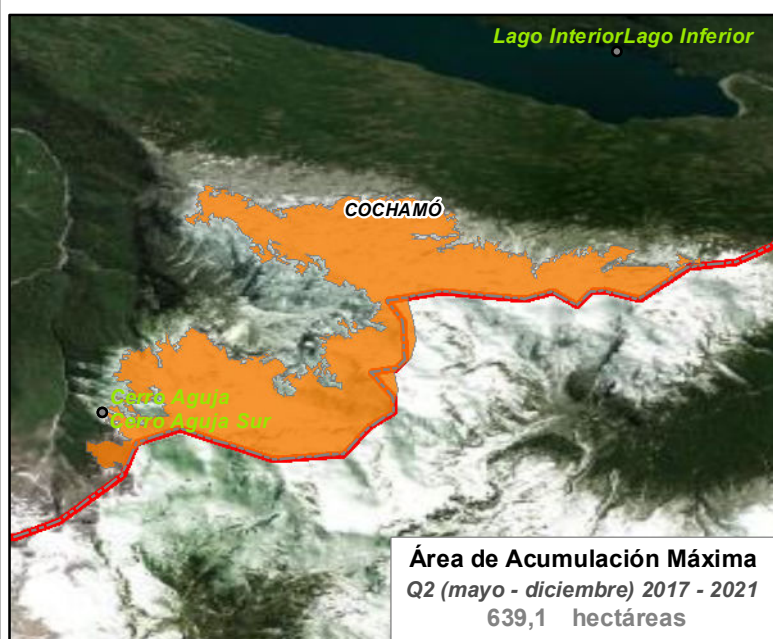 Lago InteriorLago Inferior
COCHAMÓ
Cerro Aguja
Cerro Aguja Sur
Área de Acumulación Máxima
Q2 (mayo - diciembre) 2017 - 2021
639,1 hectáreas